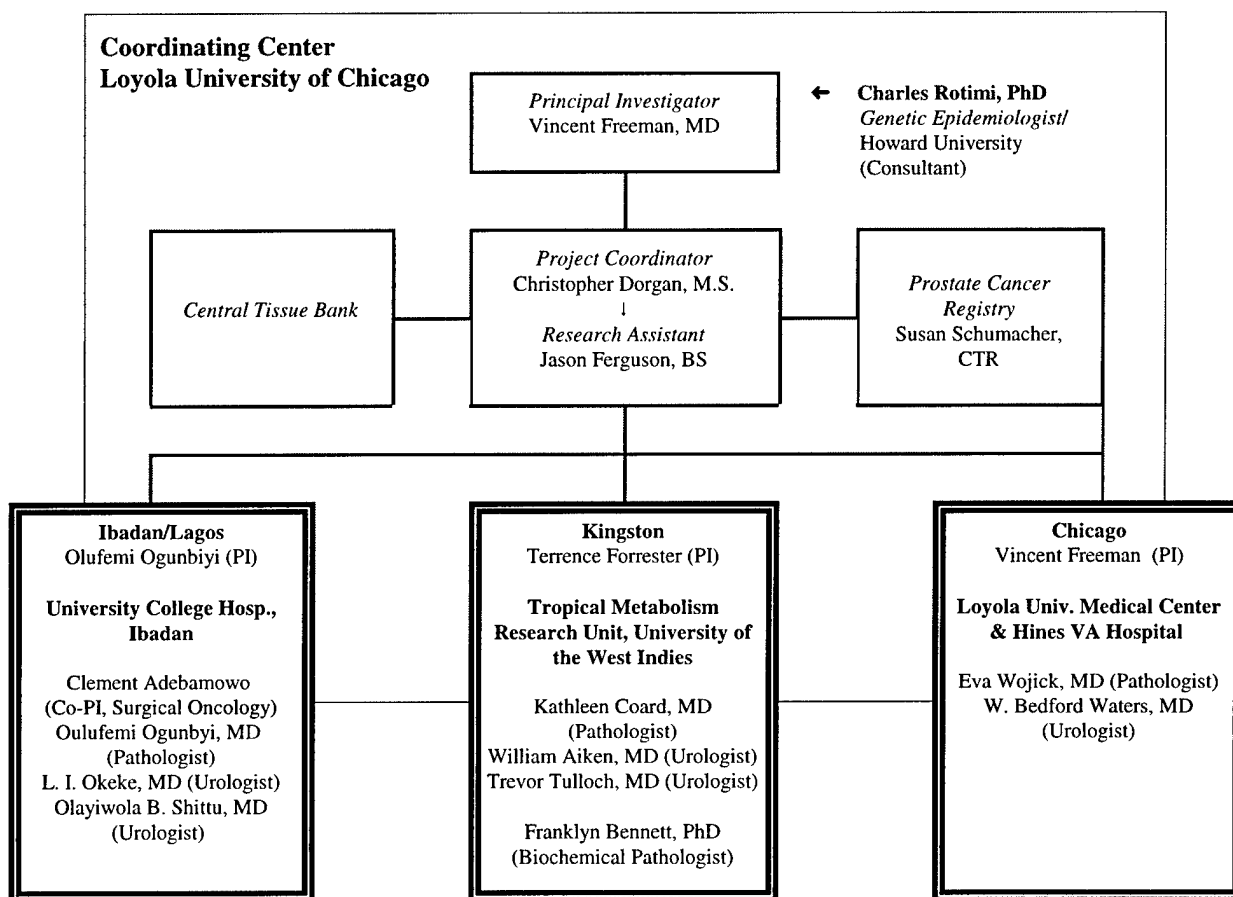 Coordinating Center
Loyola University of Chicago
Principal Investigator
Vincent Freeman, MD
← Charles Rotimi, PhD
Genetic Epidemiologist/
Howard University
(Consultant)
Central Tissue Bank
Project Coordinator
Christopher Dorgan, M.S.
↓
Research Assistant
Jason Ferguson, BS
Prostate Cancer
Registry
Susan Schumacher,
CTR
Ibadan/Lagos
Olufemi Ogunbiyi (PI)
University College Hosp.,
Ibadan
Clement Adebamowo
(Co-PI, Surgical Oncology)
Oulufemi Ogunbyi, MD
(Pathologist)
L. I. Okeke, MD (Urologist)
Olayiwola B. Shittu, MD
(Urologist)
Kingston
Terrence Forrester (PI)
Tropical Metabolism
Research Unit, University of
the West Indies
Kathleen Coard, MD
(Pathologist)
William Aiken, MD (Urologist)
Trevor Tulloch, MD (Urologist)
Franklyn Bennett, PhD
(Biochemical Pathologist)
Chicago
Vincent Freeman (PI)
Loyola Univ. Medical Center
& Hines VA Hospital
Eva Wojick, MD (Pathologist)
W. Bedford Waters, MD
(Urologist)